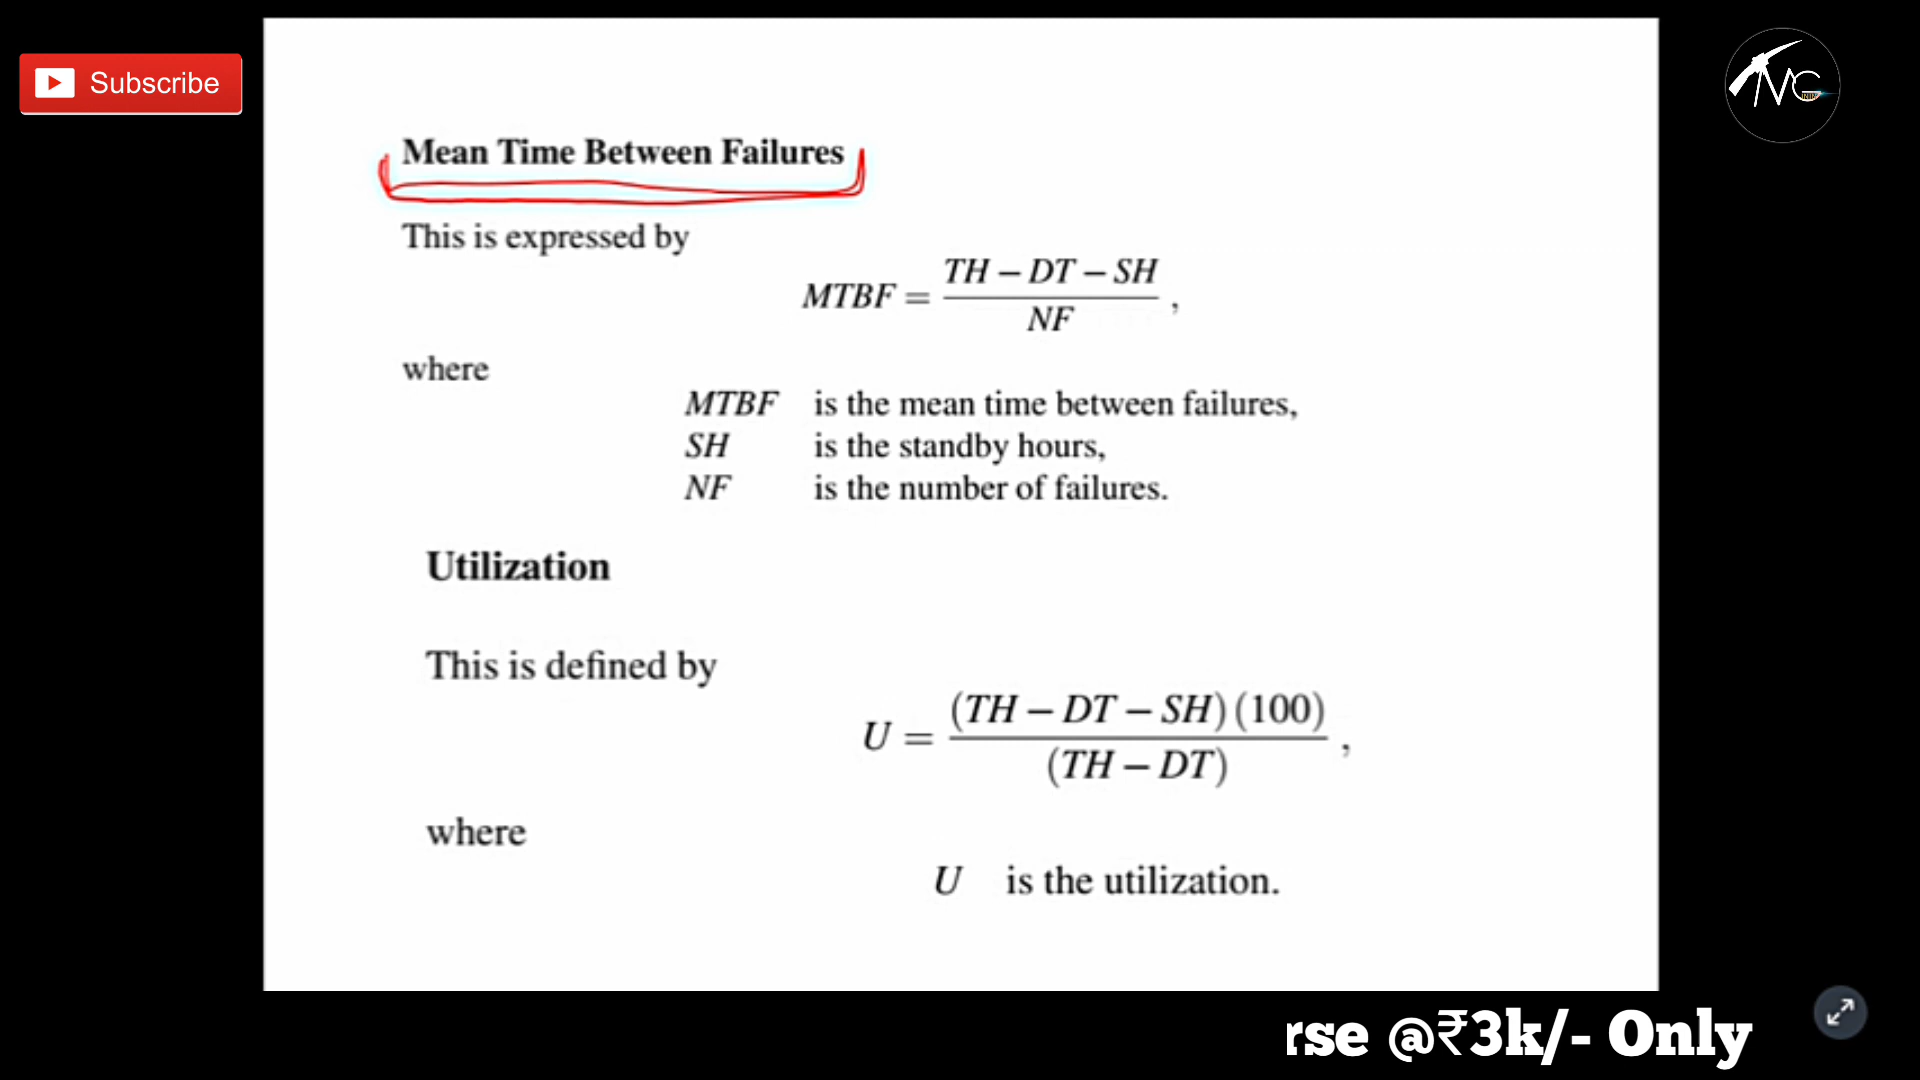 Subscribe
MG
Mean Time Between Failures
This is expressed by
MTBF = (TH − DT − SH) / NF ,
where
MTBF is the mean time between failures,
SH is the standby hours,
NF is the number of failures.
Utilization
This is defined by
U = (TH − DT − SH)(100) / (TH − DT) ,
where
U is the utilization.
rse @₹3k/- Only